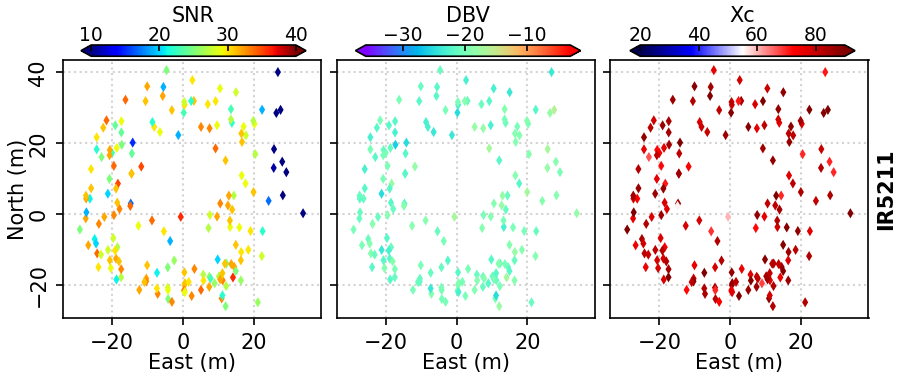 SNR DBV Xc
10 20 30 40 −30 −20 −10 20 40 60 80
40
20
0
−20
North (m)
IR5211
−20 0 20 −20 0 20 −20 0 20
East (m) East (m) East (m)